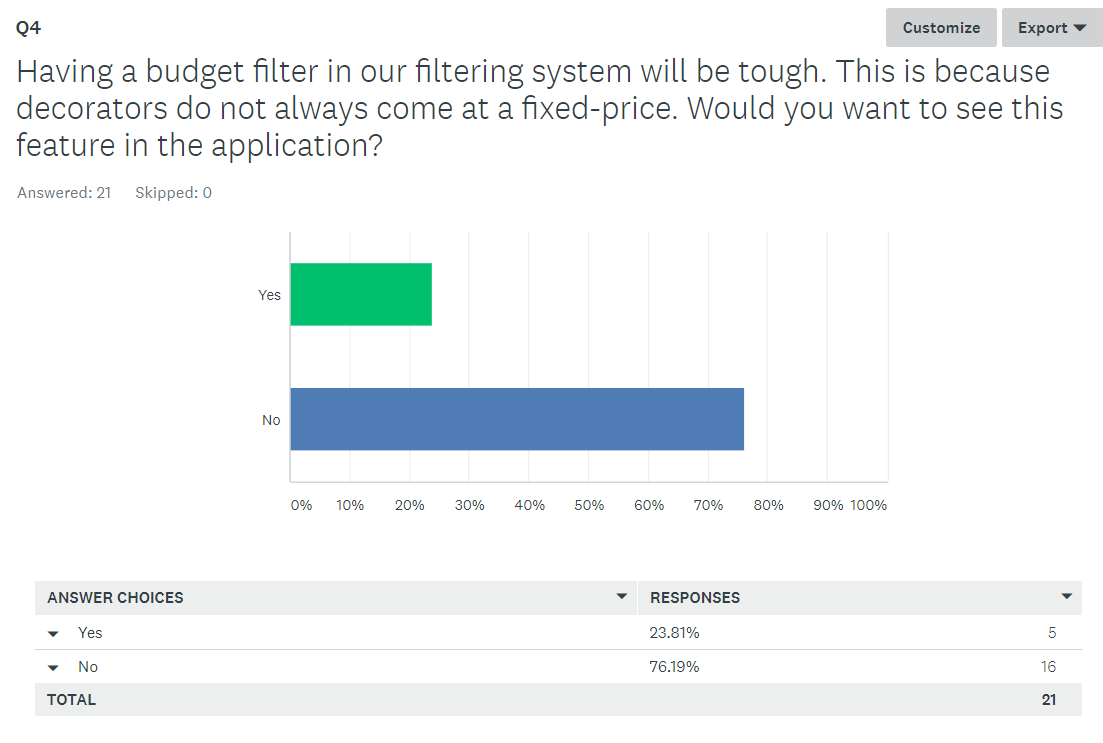 Q4
Customize
Export
Having a budget filter in our filtering system will be tough. This is because
decorators do not always come at a fixed-price. Would you want to see this
feature in the application?
Answered: 21 Skipped: 0
Yes
No
0% 10% 20% 30% 40% 50% 60% 70% 80% 90% 100%
ANSWER CHOICES RESPONSES
Yes 23.81% 5
No 76.19% 16
TOTAL 21